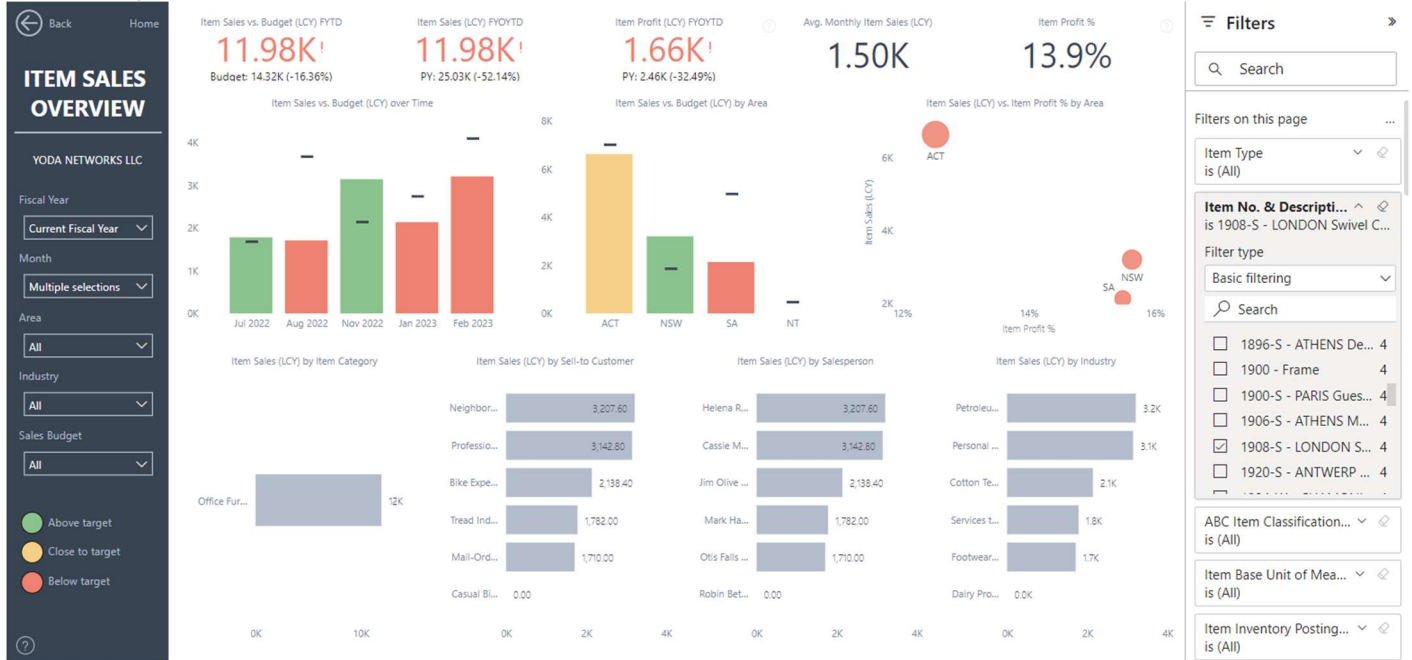 Back
Home
ITEM SALES
OVERVIEW
YODA NETWORKS LLC
Fiscal Year
Current Fiscal Year
Month
Multiple selections
Area
All
Industry
All
Sales Budget
All
Above target
Close to target
Below target
?
Item Sales vs. Budget (LCY) FYTD
11.98K!
Budget: 14.32K (-16.36%)
Item Sales (LCY) FYOYTD
11.98K!
PY: 25.03K (-52.14%)
Item Profit (LCY) FYOYTD
1.66K!
PY: 2.46K (-32.49%)
?
Avg. Monthly Item Sales (LCY)
1.50K
Item Profit %
13.9%
?
Item Sales vs. Budget (LCY) over Time
4K
3K
2K
1K
0K
Jul 2022 Aug 2022 Nov 2022 Jan 2023 Feb 2023
Item Sales vs. Budget (LCY) by Area
8K
6K
4K
2K
0K
ACT NSW SA NT
Item Sales (LCY) vs. Item Profit % by Area
Item Sales (LCY)
6K
4K
2K
ACT
NSW
SA
12% 14% 16%
Item Profit %
Item Sales (LCY) by Item Category
Office Fur... 12K
0K 10K
Item Sales (LCY) by Sell-to Customer
Neighbor... 3,207.60
Professio... 3,142.80
Bike Expe... 2,138.40
Tread Ind... 1,782.00
Mail-Ord... 1,710.00
Casual Bi... 0.00
0K 2K 4K
Item Sales (LCY) by Salesperson
Helena R... 3,207.60
Cassie M... 3,142.80
Jim Olive ... 2,138.40
Mark Ha... 1,782.00
Otis Falls ... 1,710.00
Robin Bet... 0.00
0K 2K 4K
Item Sales (LCY) by Industry
Petroleu... 3.2K
Personal ... 3.1K
Cotton Te... 2.1K
Services t... 1.8K
Footwear... 1.7K
Dairy Pro... 0.0K
0K 2K 4K
Filters
Search
Filters on this page
...
Item Type
is (All)
Item No. & Descripti...
is 1908-S - LONDON Swivel C...
Filter type
Basic filtering
Search
1896-S - ATHENS De... 4
1900 - Frame 4
1900-S - PARIS Gues... 4
1906-S - ATHENS M... 4
1908-S - LONDON S... 4
1920-S - ANTWERP ... 4
ABC Item Classification...
is (All)
Item Base Unit of Mea...
is (All)
Item Inventory Posting...
is (All)